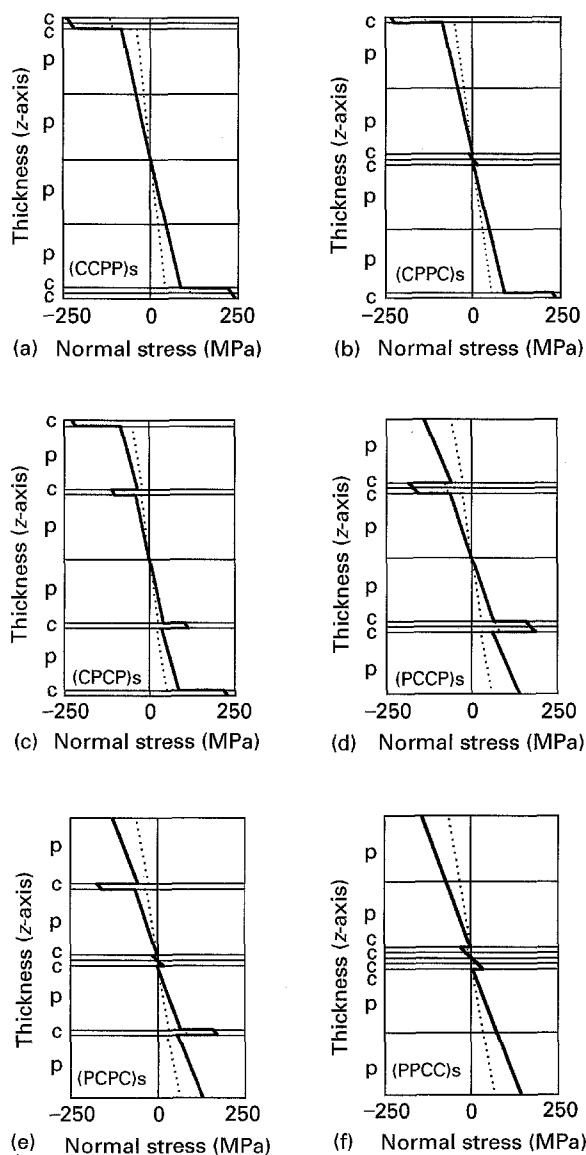 Thickness (z-axis)
c
c
p
p
p
p
c
c
(CCPP)s
−250 0 250
(a) Normal stress (MPa)
Thickness (z-axis)
c
p
p
c
c
p
p
c
(CPPC)s
−250 0 250
(b) Normal stress (MPa)
Thickness (z-axis)
c
p
c
p
p
c
p
c
(CPCP)s
−250 0 250
(c) Normal stress (MPa)
Thickness (z-axis)
p
c
c
p
p
c
c
p
(PCCP)s
−250 0 250
(d) Normal stress (MPa)
Thickness (z-axis)
p
c
p
c
c
p
c
p
(PCPC)s
−250 0 250
(e) Normal stress (MPa)
Thickness (z-axis)
p
p
c
c
c
p
p
(PPCC)s
−250 0 250
(f) Normal stress (MPa)